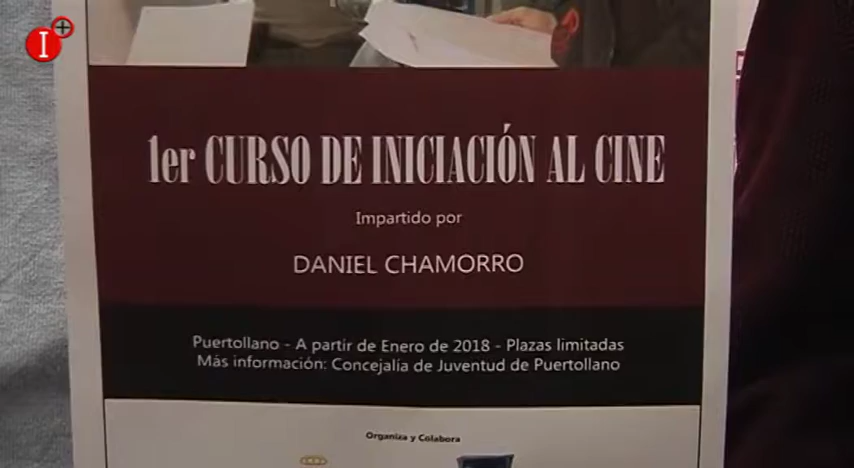 I+
1er CURSO DE INICIACIÓN AL CINE
Impartido por
DANIEL CHAMORRO
Puertollano - A partir de Enero de 2018 - Plazas limitadas
Más información: Concejalía de Juventud de Puertollano
Organiza y Colabora